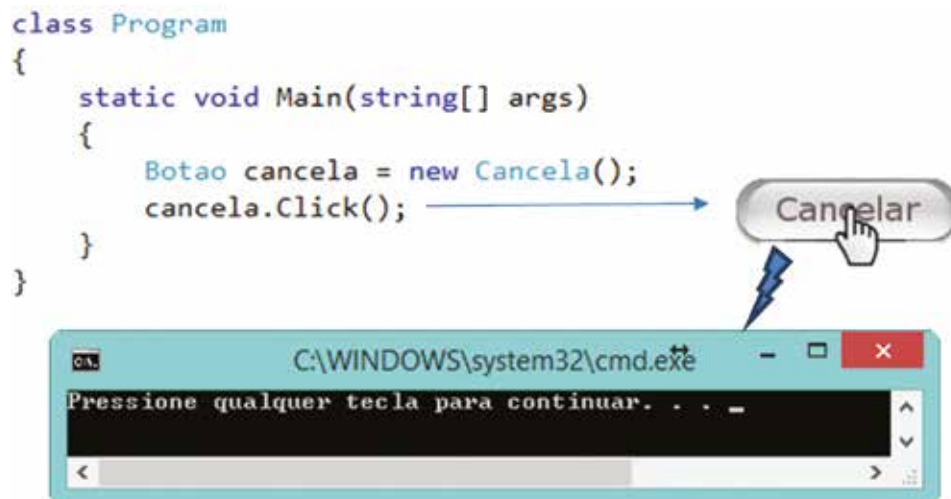 class Program
{
static void Main(string[] args)
{
Botao cancela = new Cancela();
cancela.Click();
Cancelar
}
}
C:\WINDOWS\system32\cmd.exe
Pressione qualquer tecla para continuar. . . _